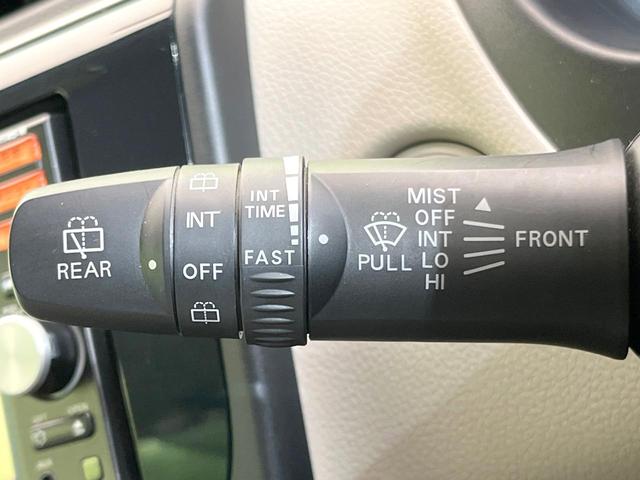 REAR
INT
OFF
INT
TIME
FAST
PULL
MIST
OFF
INT
LO
HI
FRONT